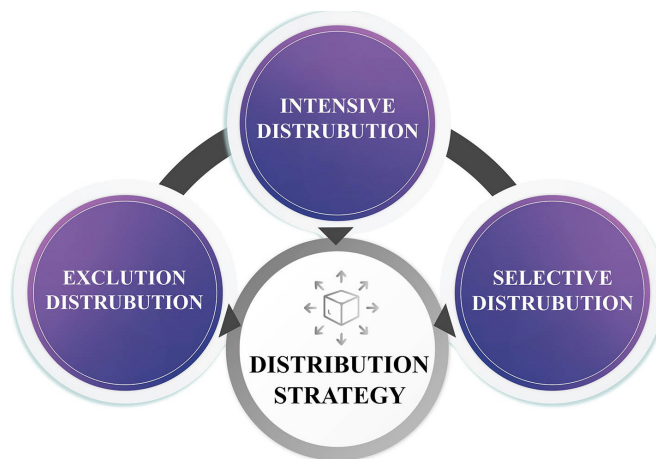 INTENSIVE
DISTRUBUTION
EXCLUTION
DISTRUBUTION
SELECTIVE
DISTRUBUTION
DISTRIBUTION
STRATEGY